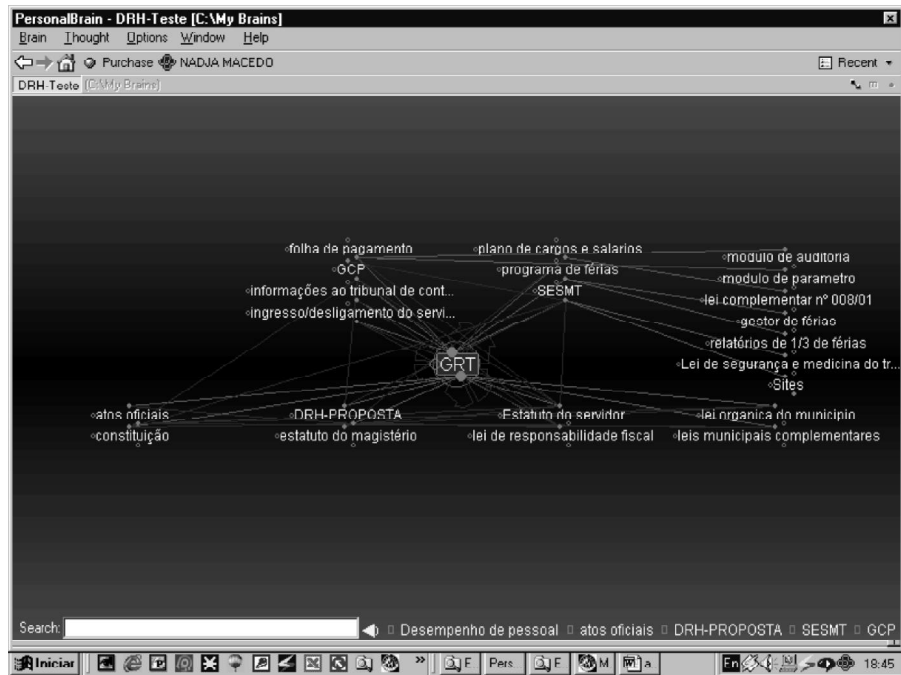 PersonalBrain - DRH-Teste [C:\My Brains]
Brain Thought Options Window Help
Purchase NADJA MACEDO Recent
DRH-Teste [C:\My Brains]
folha de pagamento plano de cargos e salarios modulo de auditoria
GCP programa de férias modulo de parametro
informações ao tribunal de cont... SESMT lei complementar nº 008/01
ingresso/desligamento do servi... gestor de férias
relatórios de 1/3 de férias
GRT Lei de segurança e medicina do tr...
Sites
atos oficiais DRH-PROPOSTA Estatuto do servidor lei organica do municipio
constituição estatuto do magistério lei de responsabilidade fiscal leis municipais complementares
Search: Desempenho de pessoal atos oficiais DRH-PROPOSTA SESMT GCP
Iniciar » F Pers F M a En 18:45